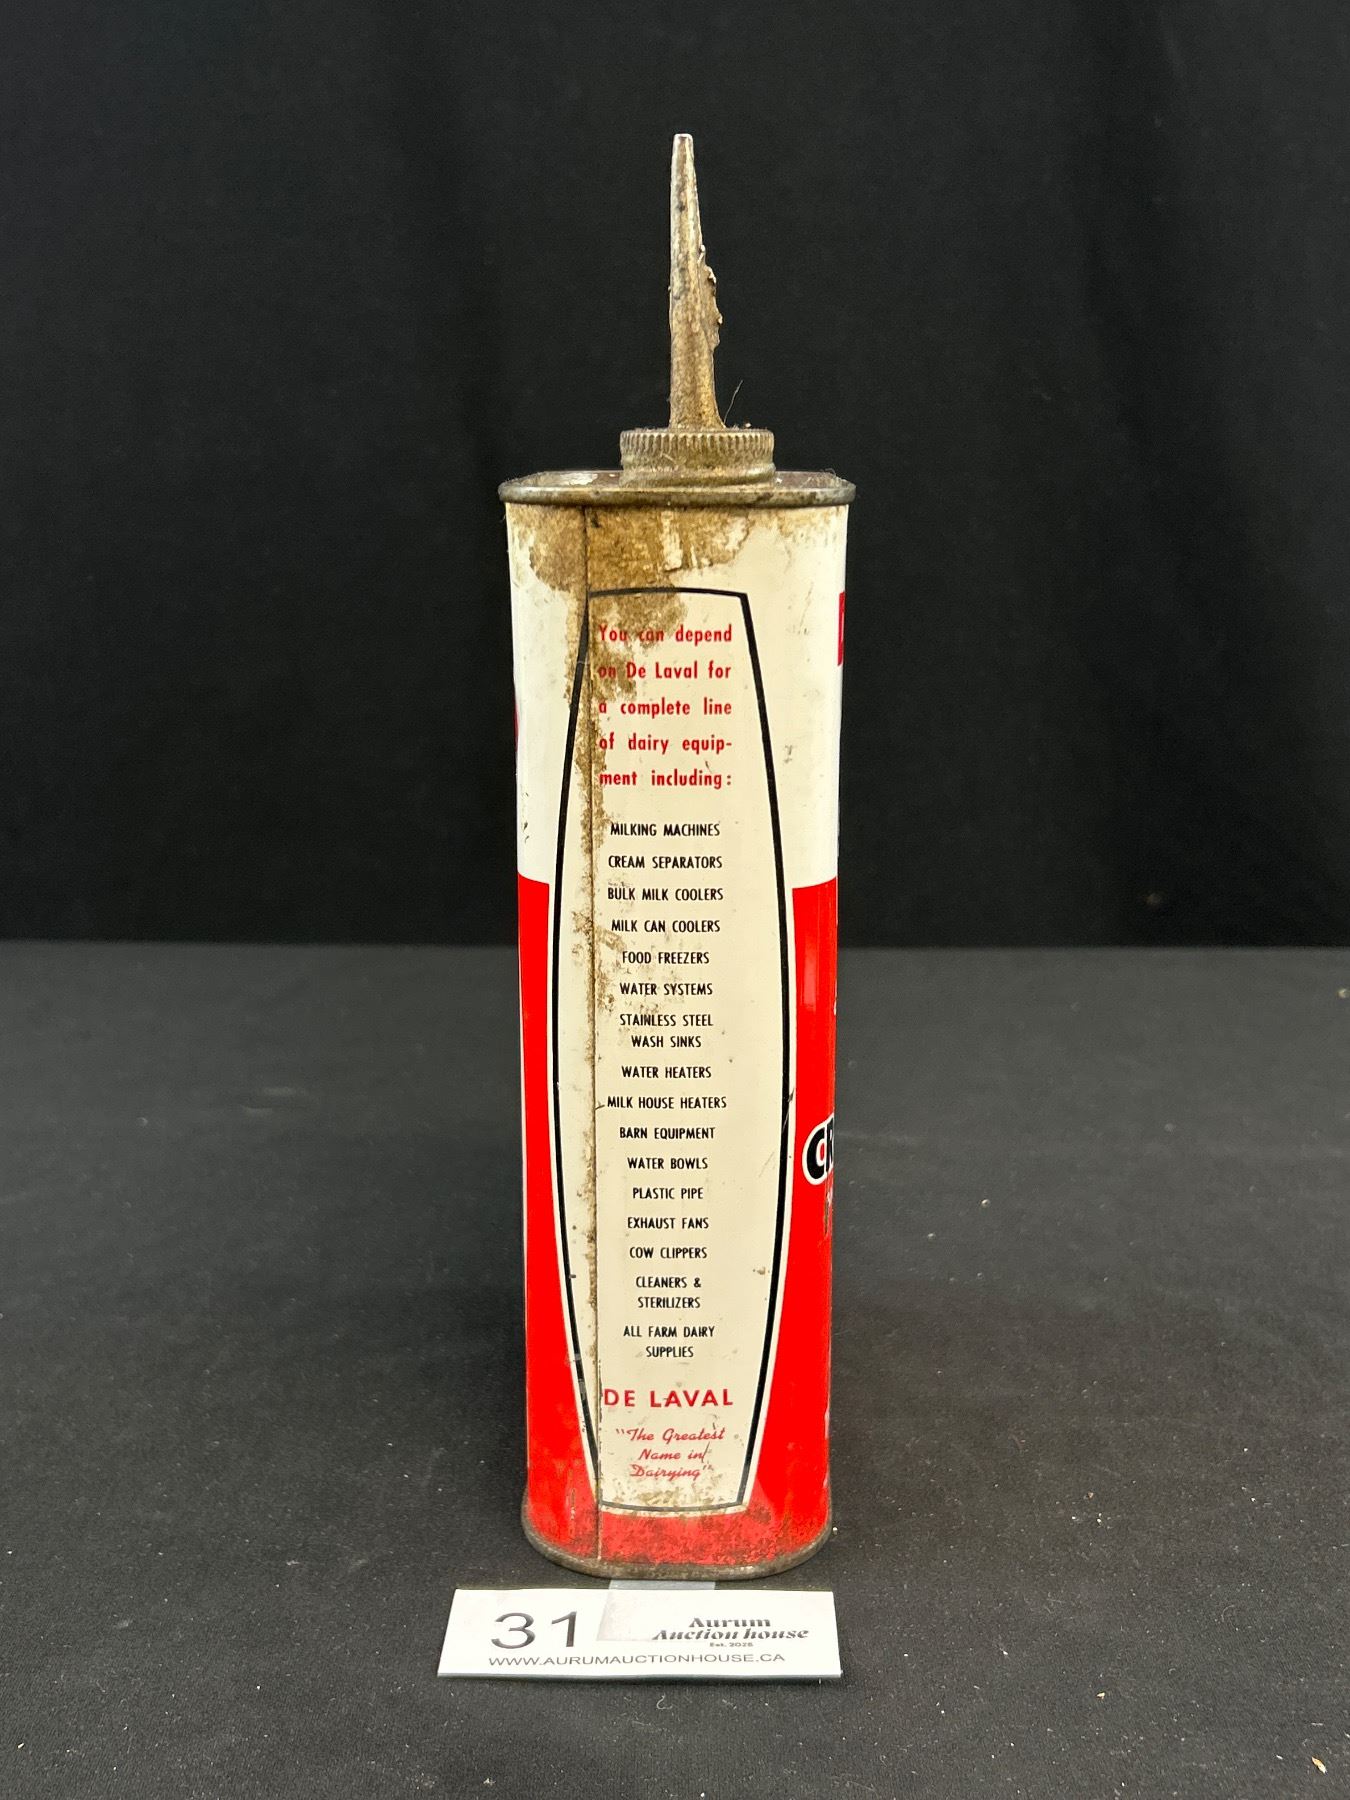 You can depend
on De Laval for
a complete line
of dairy equip-
ment including:
MILKING MACHINES
CREAM SEPARATORS
BULK MILK COOLERS
MILK CAN COOLERS
FOOD FREEZERS
WATER SYSTEMS
STAINLESS STEEL
WASH SINKS
WATER HEATERS
MILK HOUSE HEATERS
BARN EQUIPMENT
WATER BOWLS
PLASTIC PIPE
EXHAUST FANS
COW CLIPPERS
CLEANERS &
STERILIZERS
ALL FARM DAIRY
SUPPLIES
DE LAVAL
"The Greatest
Name in
Dairying"
CR
31
Aurum
Auction house
Est. 2025
WWW.AURUMAUCTIONHOUSE.CA